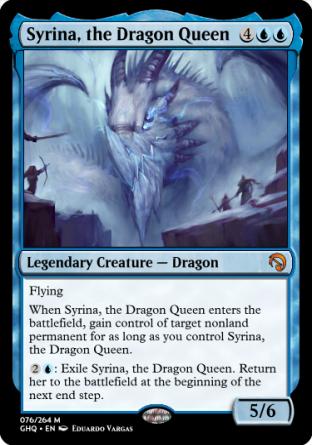 Syrina, the Dragon Queen 4
Legendary Creature — Dragon
Flying
When Syrina, the Dragon Queen enters the
battlefield, gain control of target nonland
permanent for as long as you control Syrina,
the Dragon Queen.
2 : Exile Syrina, the Dragon Queen. Return
her to the battlefield at the beginning of the
next end step.
076/264 M
GHQ • EN Eduardo Vargas
5/6